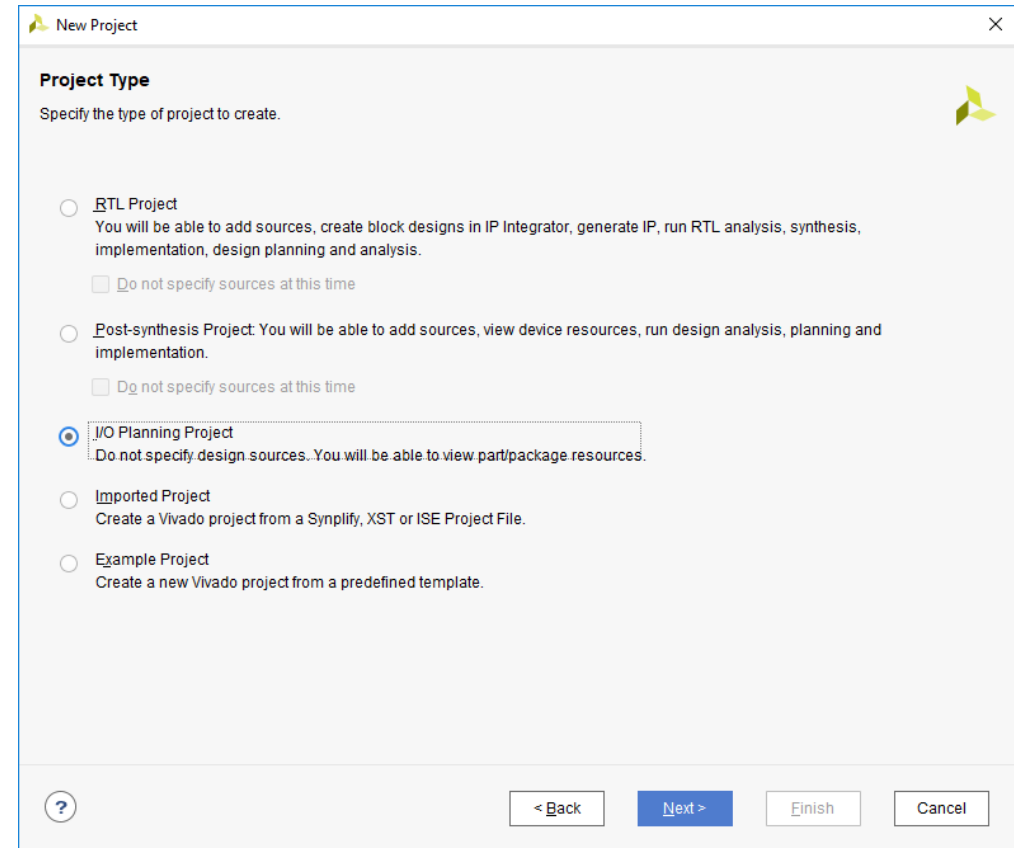 New Project
Project Type
Specify the type of project to create.
RTL Project
You will be able to add sources, create block designs in IP Integrator, generate IP, run RTL analysis, synthesis,
implementation, design planning and analysis.
Do not specify sources at this time
Post-synthesis Project: You will be able to add sources, view device resources, run design analysis, planning and
implementation.
Do not specify sources at this time
I/O Planning Project
Do not specify design sources. You will be able to view part/package resources.
Imported Project
Create a Vivado project from a Synplify, XST or ISE Project File.
Example Project
Create a new Vivado project from a predefined template.
? < Back Next > Finish Cancel